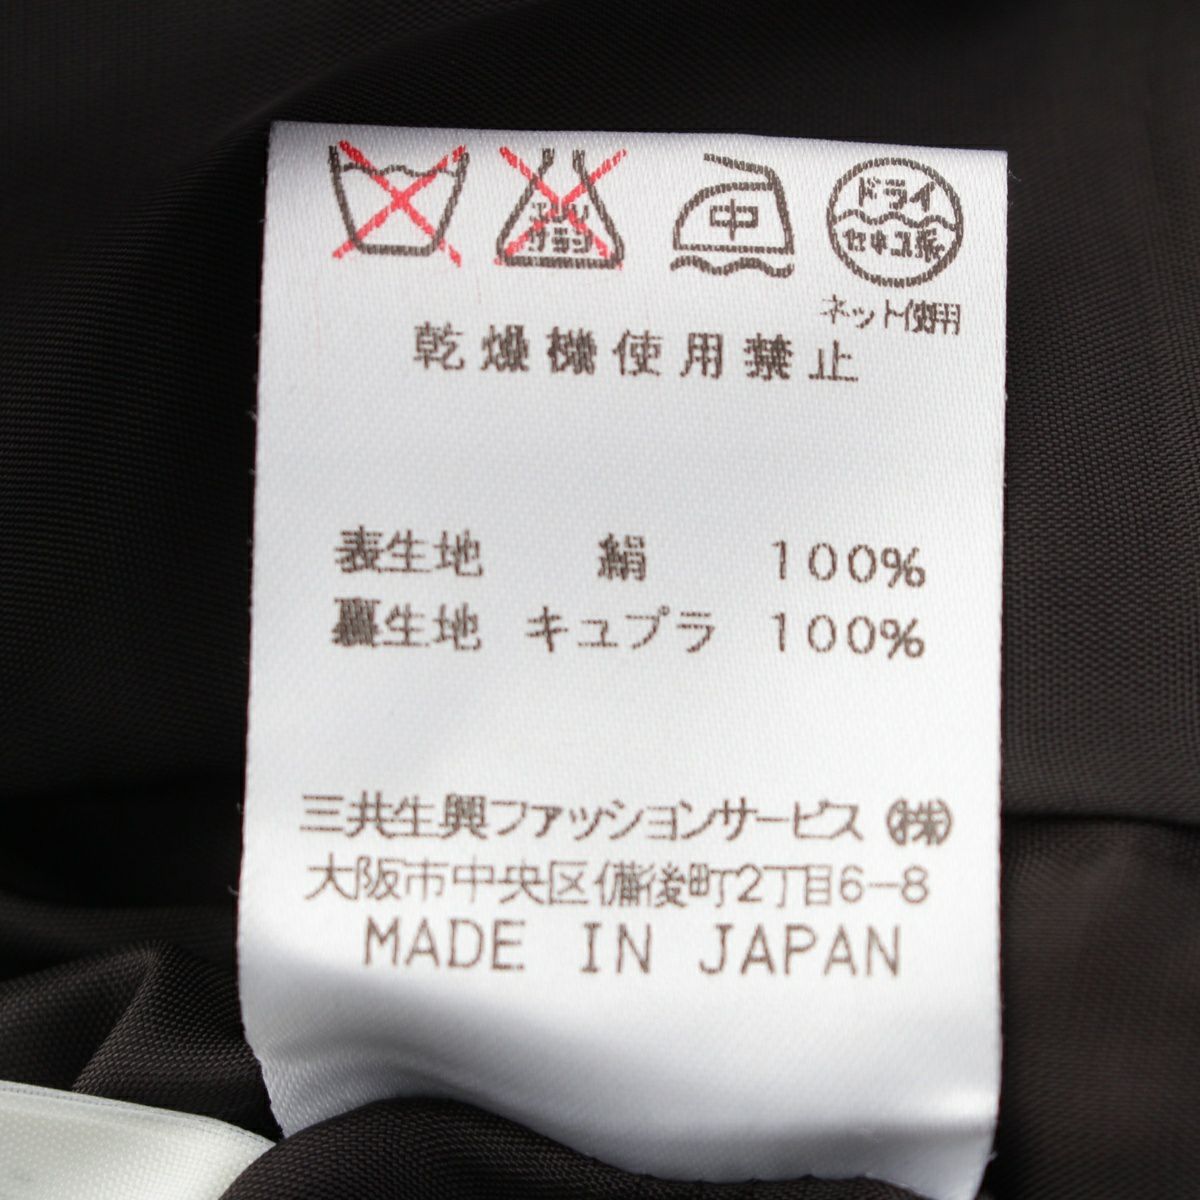 エンソ
サラシ
中
ドライ
セキユ系
ネット使用
乾燥機使用禁止
表生地 絹 100%
裏生地 キュプラ 100%
三共生興ファッションサービス ㈱
大阪市中央区備後町2丁目6-8
MADE IN JAPAN